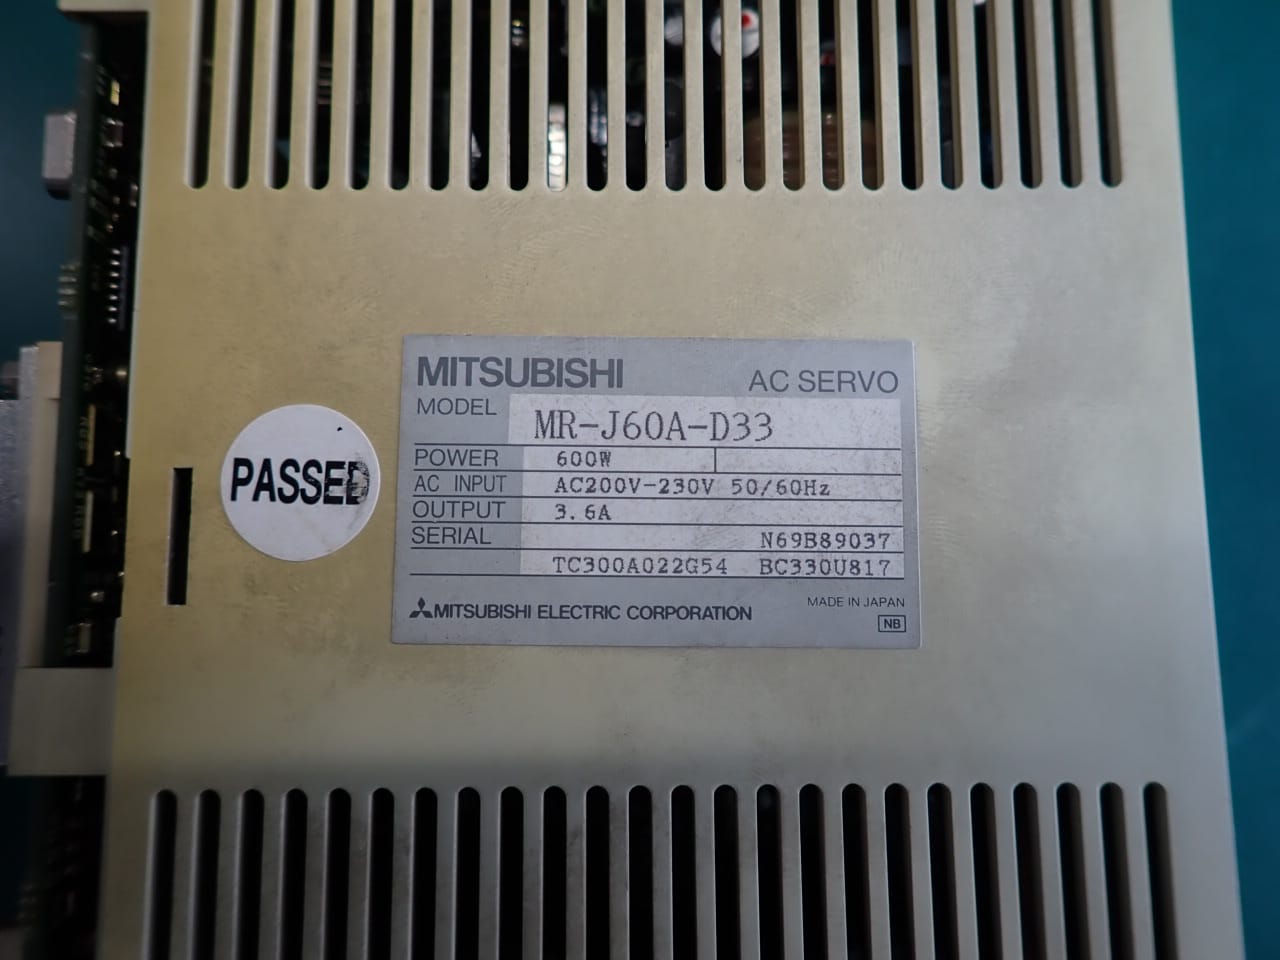 MITSUBISHI AC SERVO
MODEL MR-J60A-D33
POWER 600W
AC INPUT AC200V-230V 50/60Hz
OUTPUT 3.6A
SERIAL N69B89037
TC300A022G54 BC330U817
MITSUBISHI ELECTRIC CORPORATION MADE IN JAPAN
NB
PASSED